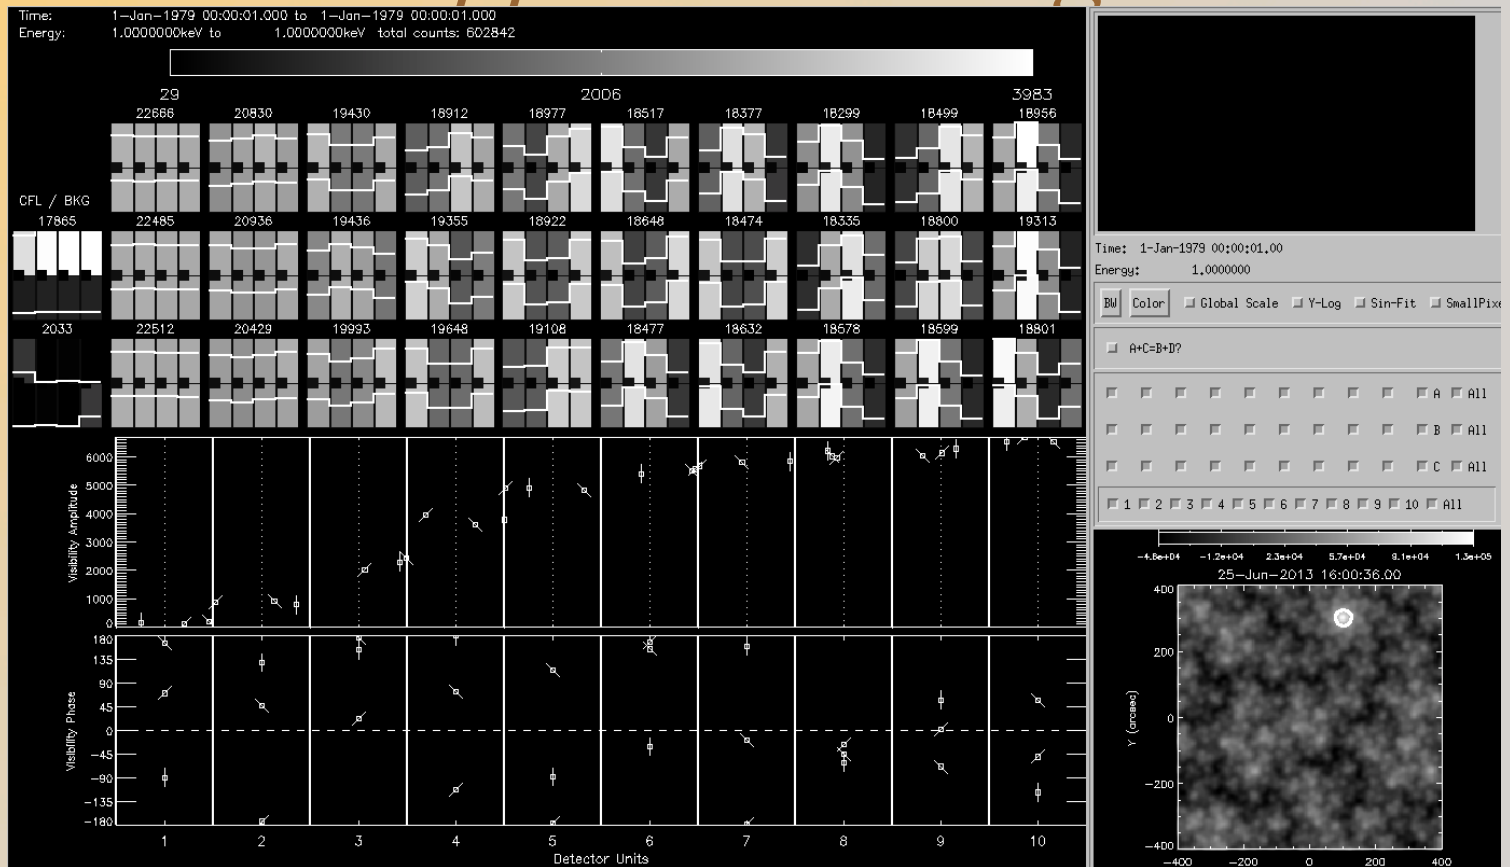 Time: 1-Jan-1979 00:00:01.000 to 1-Jan-1979 00:00:01.000
Energy: 1.0000000keV to 1.0000000keV total counts: 602842
29 2006 3983
22666 20830 19430 18912 18977 18517 18377 18299 18499 18956
CFL / BKG
17865 22485 20936 19436 19355 18922 18648 18474 18335 18800 19313
2033 22512 20429 19993 19648 19108 18477 18632 18578 18599 18801
Visibility Amplitude
6000
5000
4000
3000
2000
1000
0
Visibility Phase
180
135
90
45
0
-45
-90
-135
-180
1 2 3 4 5 6 7 8 9 10
Detector Units
Time: 1-Jan-1979 00:00:01.00
Energy: 1.0000000
BW Color Global Scale Y-Log Sin-Fit
A+C=B+D?
A All
B All
C All
1 2 3 4 5 6 7 8 9 10 All
-4.6e+04 -1.2e+04 2.3e+04 5.7e+04 9.1e+04 1.3e+05
25-Jun-2013 16:00:36.00
Y (arcsec)
400
200
0
-200
-400
-400 -200 0 200 400